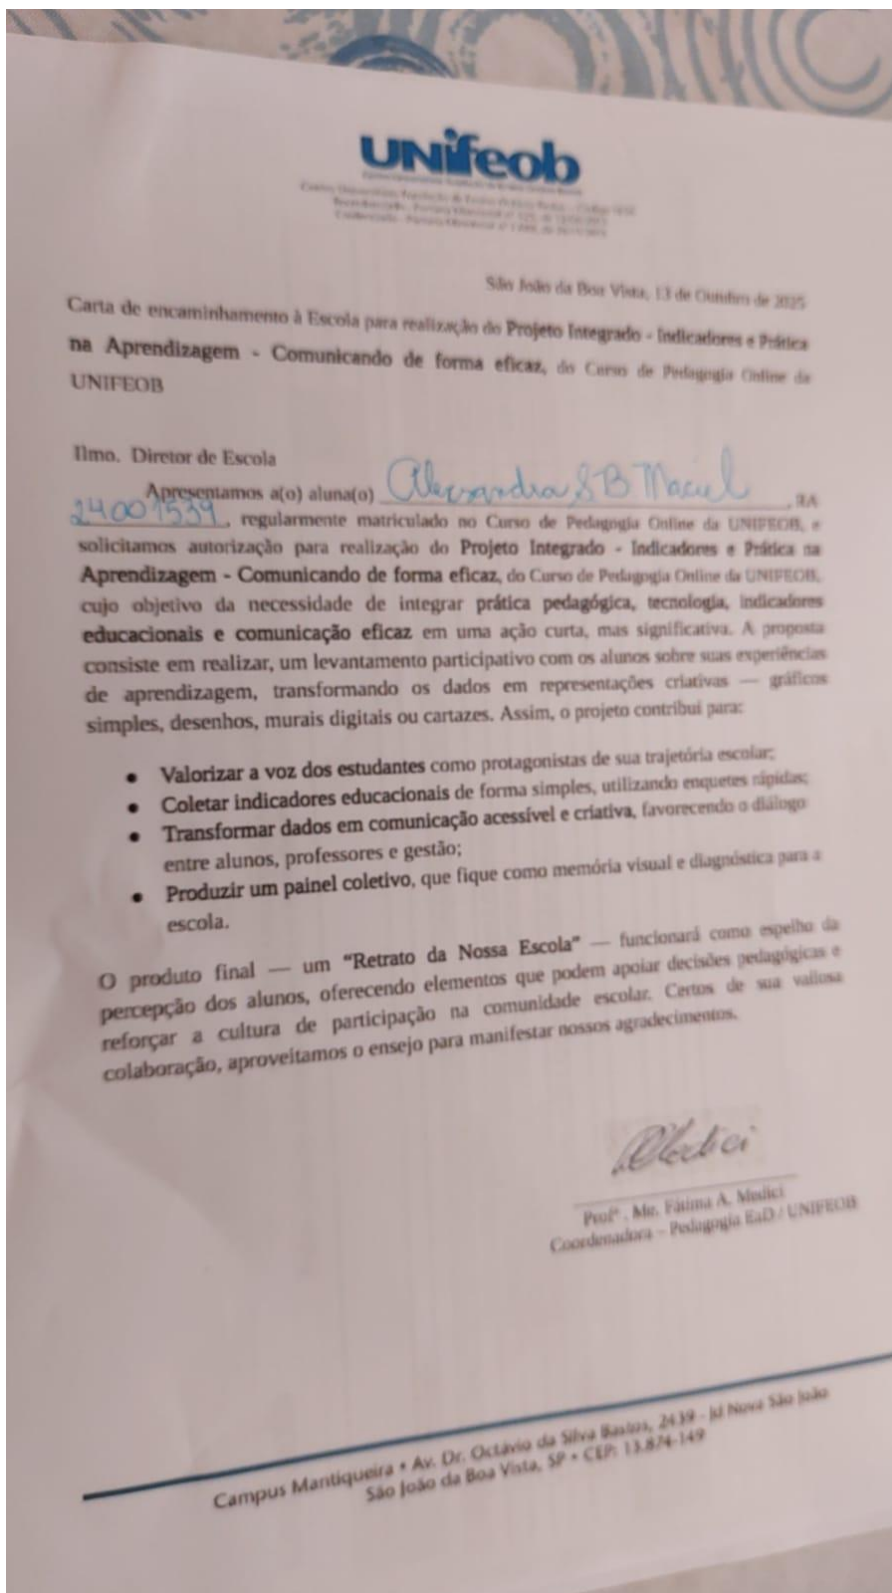 UNifeob
São João da Boa Vista, 13 de Outubro de 2025
Carta de encaminhamento à Escola para realização do Projeto Integrado - Indicadores e Prática
na Aprendizagem - Comunicando de forma eficaz, do Curso de Pedagogia Online da
UNIFEOB
Ilmo. Diretor de Escola
Apresentamos a(o) aluna(o) Alessandra S B Maciel, RA
24001539, regularmente matriculado no Curso de Pedagogia Online da UNIFEOB, e
solicitamos autorização para realização do Projeto Integrado - Indicadores e Prática na
Aprendizagem - Comunicando de forma eficaz, do Curso de Pedagogia Online da UNIFEOB,
cujo objetivo da necessidade de integrar prática pedagógica, tecnologia, indicadores
educacionais e comunicação eficaz em uma ação curta, mas significativa. A proposta
consiste em realizar, um levantamento participativo com os alunos sobre suas experiências
de aprendizagem, transformando os dados em representações criativas — gráficos
simples, desenhos, murais digitais ou cartazes. Assim, o projeto contribui para:
• Valorizar a voz dos estudantes como protagonistas de sua trajetória escolar;
• Coletar indicadores educacionais de forma simples, utilizando enquetes rápidas;
• Transformar dados em comunicação acessível e criativa, favorecendo o diálogo
entre alunos, professores e gestão;
• Produzir um painel coletivo, que fique como memória visual e diagnóstica para a
escola.
O produto final — um “Retrato da Nossa Escola” — funcionará como espelho da
percepção dos alunos, oferecendo elementos que podem apoiar decisões pedagógicas e
reforçar a cultura de participação na comunidade escolar. Certos de sua valiosa
colaboração, aproveitamos o ensejo para manifestar nossos agradecimentos.
Profª. Me. Fátima A. Medici
Coordenadora – Pedagogia EaD / UNIFEOB
Campus Mantiqueira • Av. Dr. Octávio da Silva Bastos, 2439 - Jd Nova São João
São João da Boa Vista, SP • CEP: 13.874-149